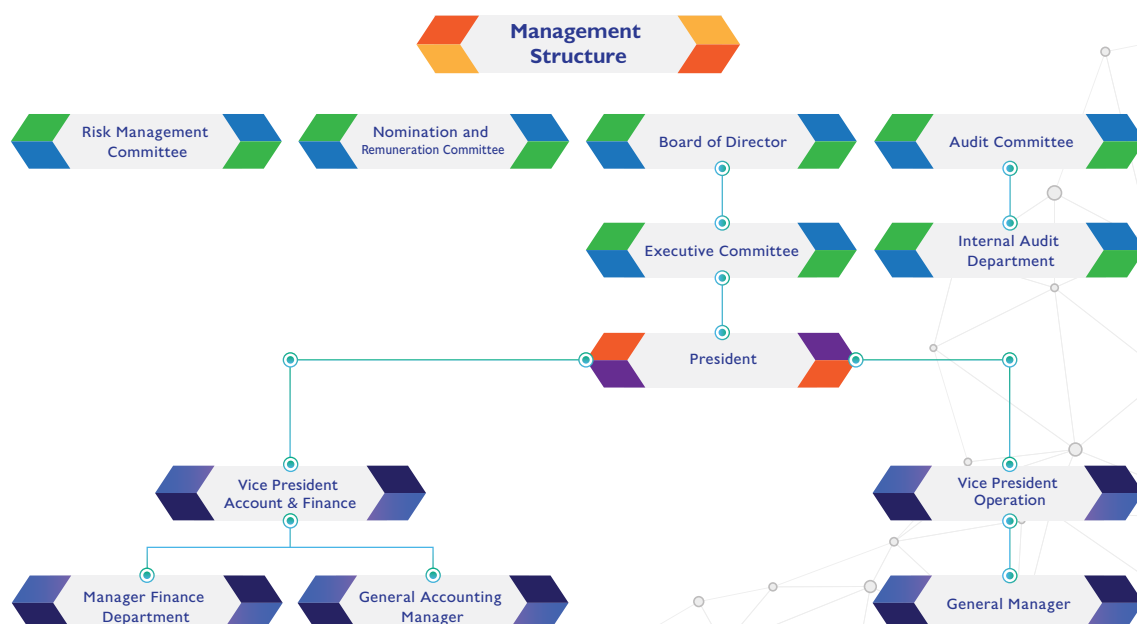 Management
Structure
Risk Management
Committee
Nomination and
Remuneration Committee
Board of Director
Audit Committee
Executive Committee
Internal Audit
Department
President
Vice President
Account & Finance
Vice President
Operation
Manager Finance
Department
General Accounting
Manager
General Manager